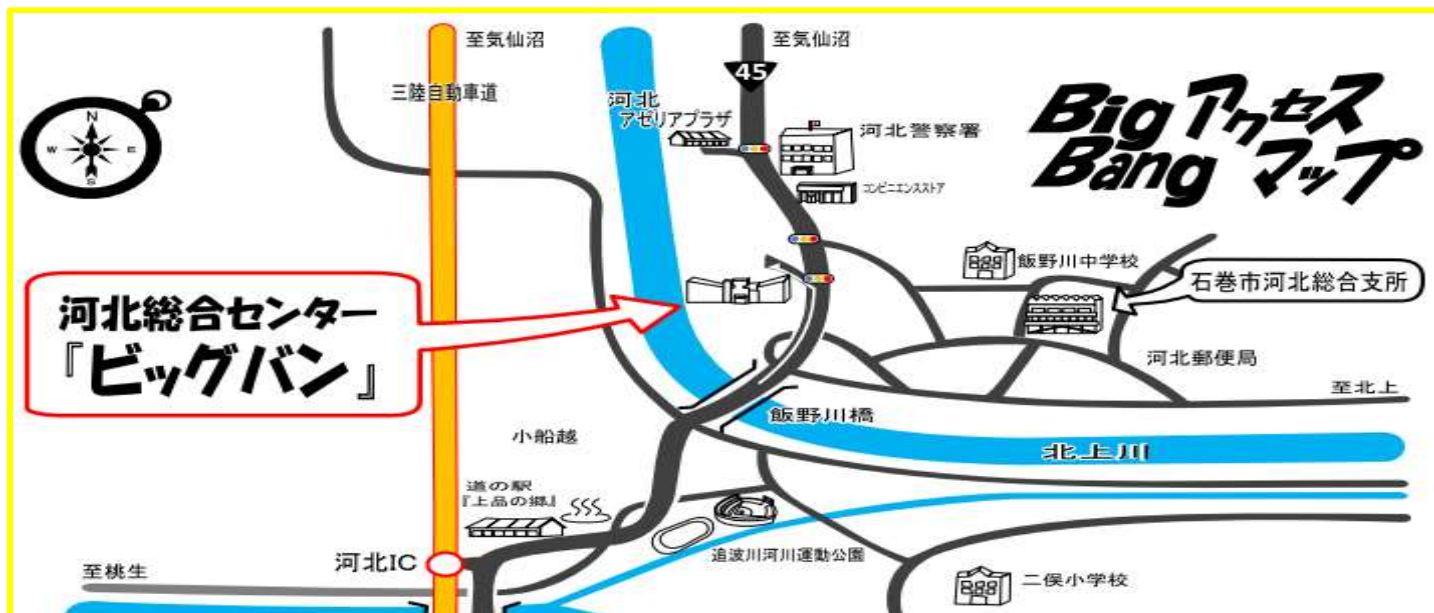 至気仙沼
至気仙沼
45
三陸自動車道
河北
アゼリアプラザ
河北警察署
コンビニエンスストア
Big アクセス
Bang マップ
N
W
E
S
飯野川中学校
石巻市河北総合支所
河北総合センター
『ビッグバン』
河北郵便局
至北上
飯野川橋
小船越
北上川
道の駅
『上品の郷』
追波川河川運動公園
河北IC
至桃生
二俣小学校